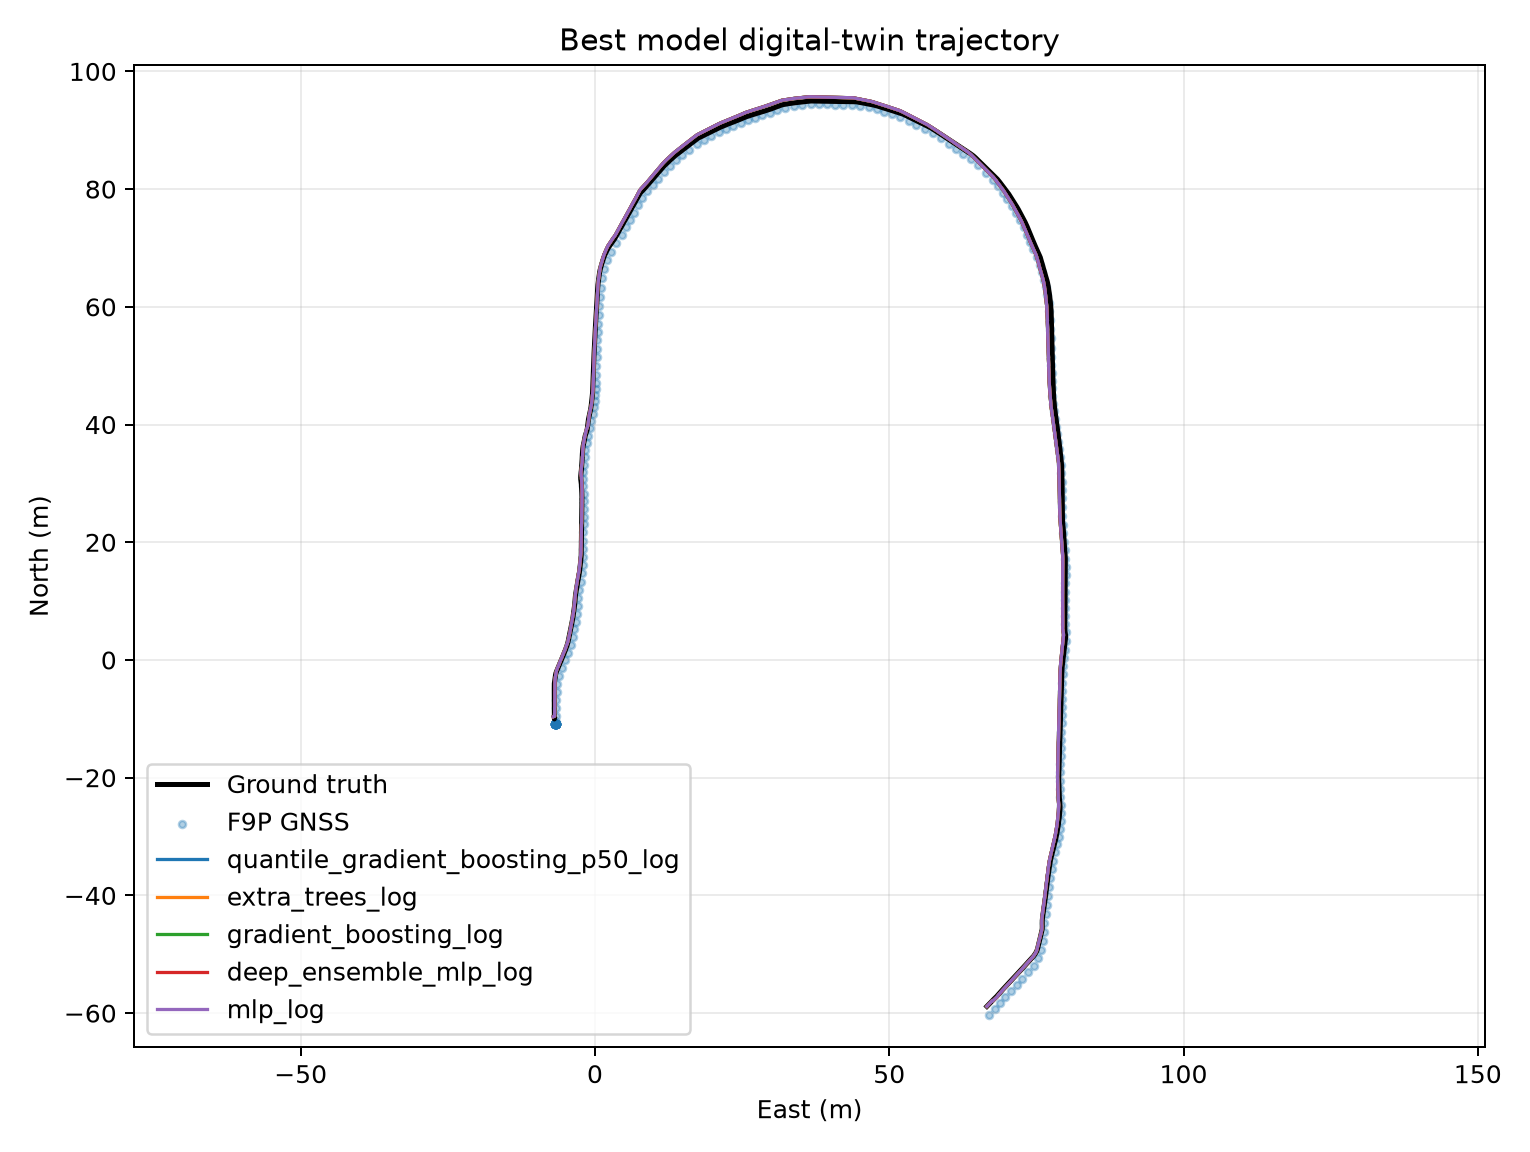 Best model digital-twin trajectory
100
80
60
40
20
0
−20
−40
−60
North (m)
Ground truth
F9P GNSS
quantile_gradient_boosting_p50_log
extra_trees_log
gradient_boosting_log
deep_ensemble_mlp_log
mlp_log
−50
0
50
100
150
East (m)